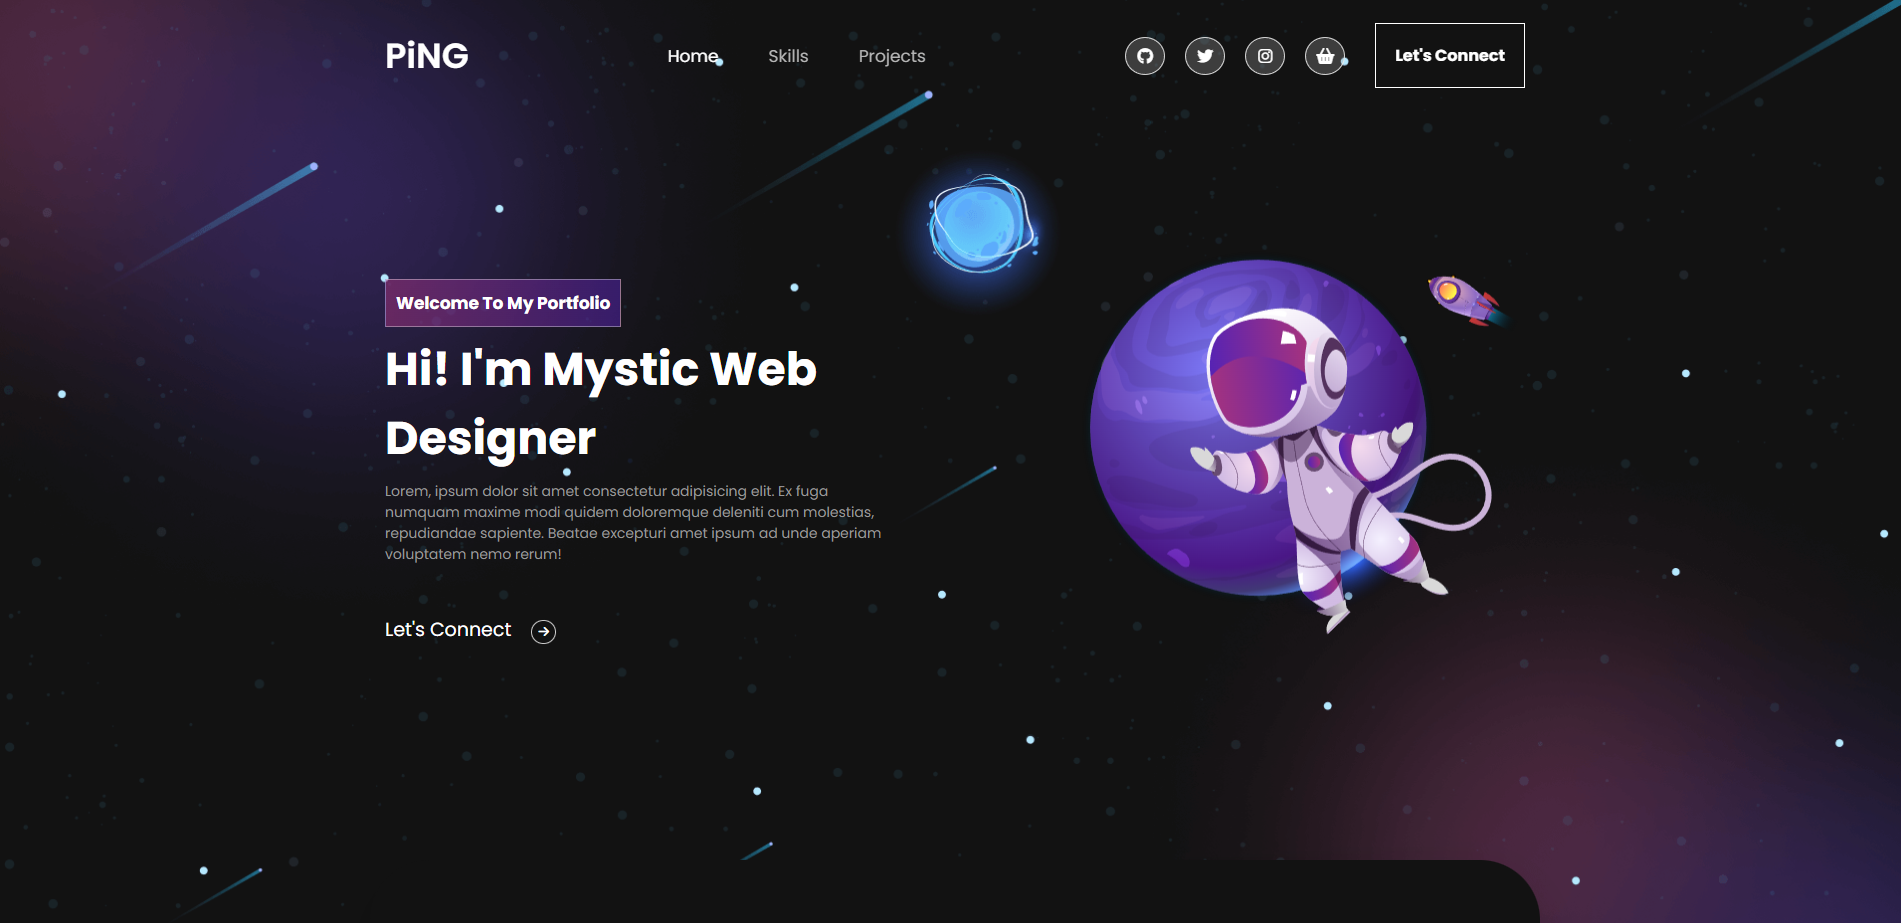 PiNG
Home
Skills
Projects
Let's Connect
Welcome To My Portfolio
Hi! I'm Mystic Web
Designer
Lorem, ipsum dolor sit amet consectetur adipisicing elit. Ex fuga
numquam maxime modi quidem doloremque deleniti cum molestias,
repudiandae sapiente. Beatae excepturi amet ipsum ad unde aperiam
voluptatem nemo rerum!
Let's Connect